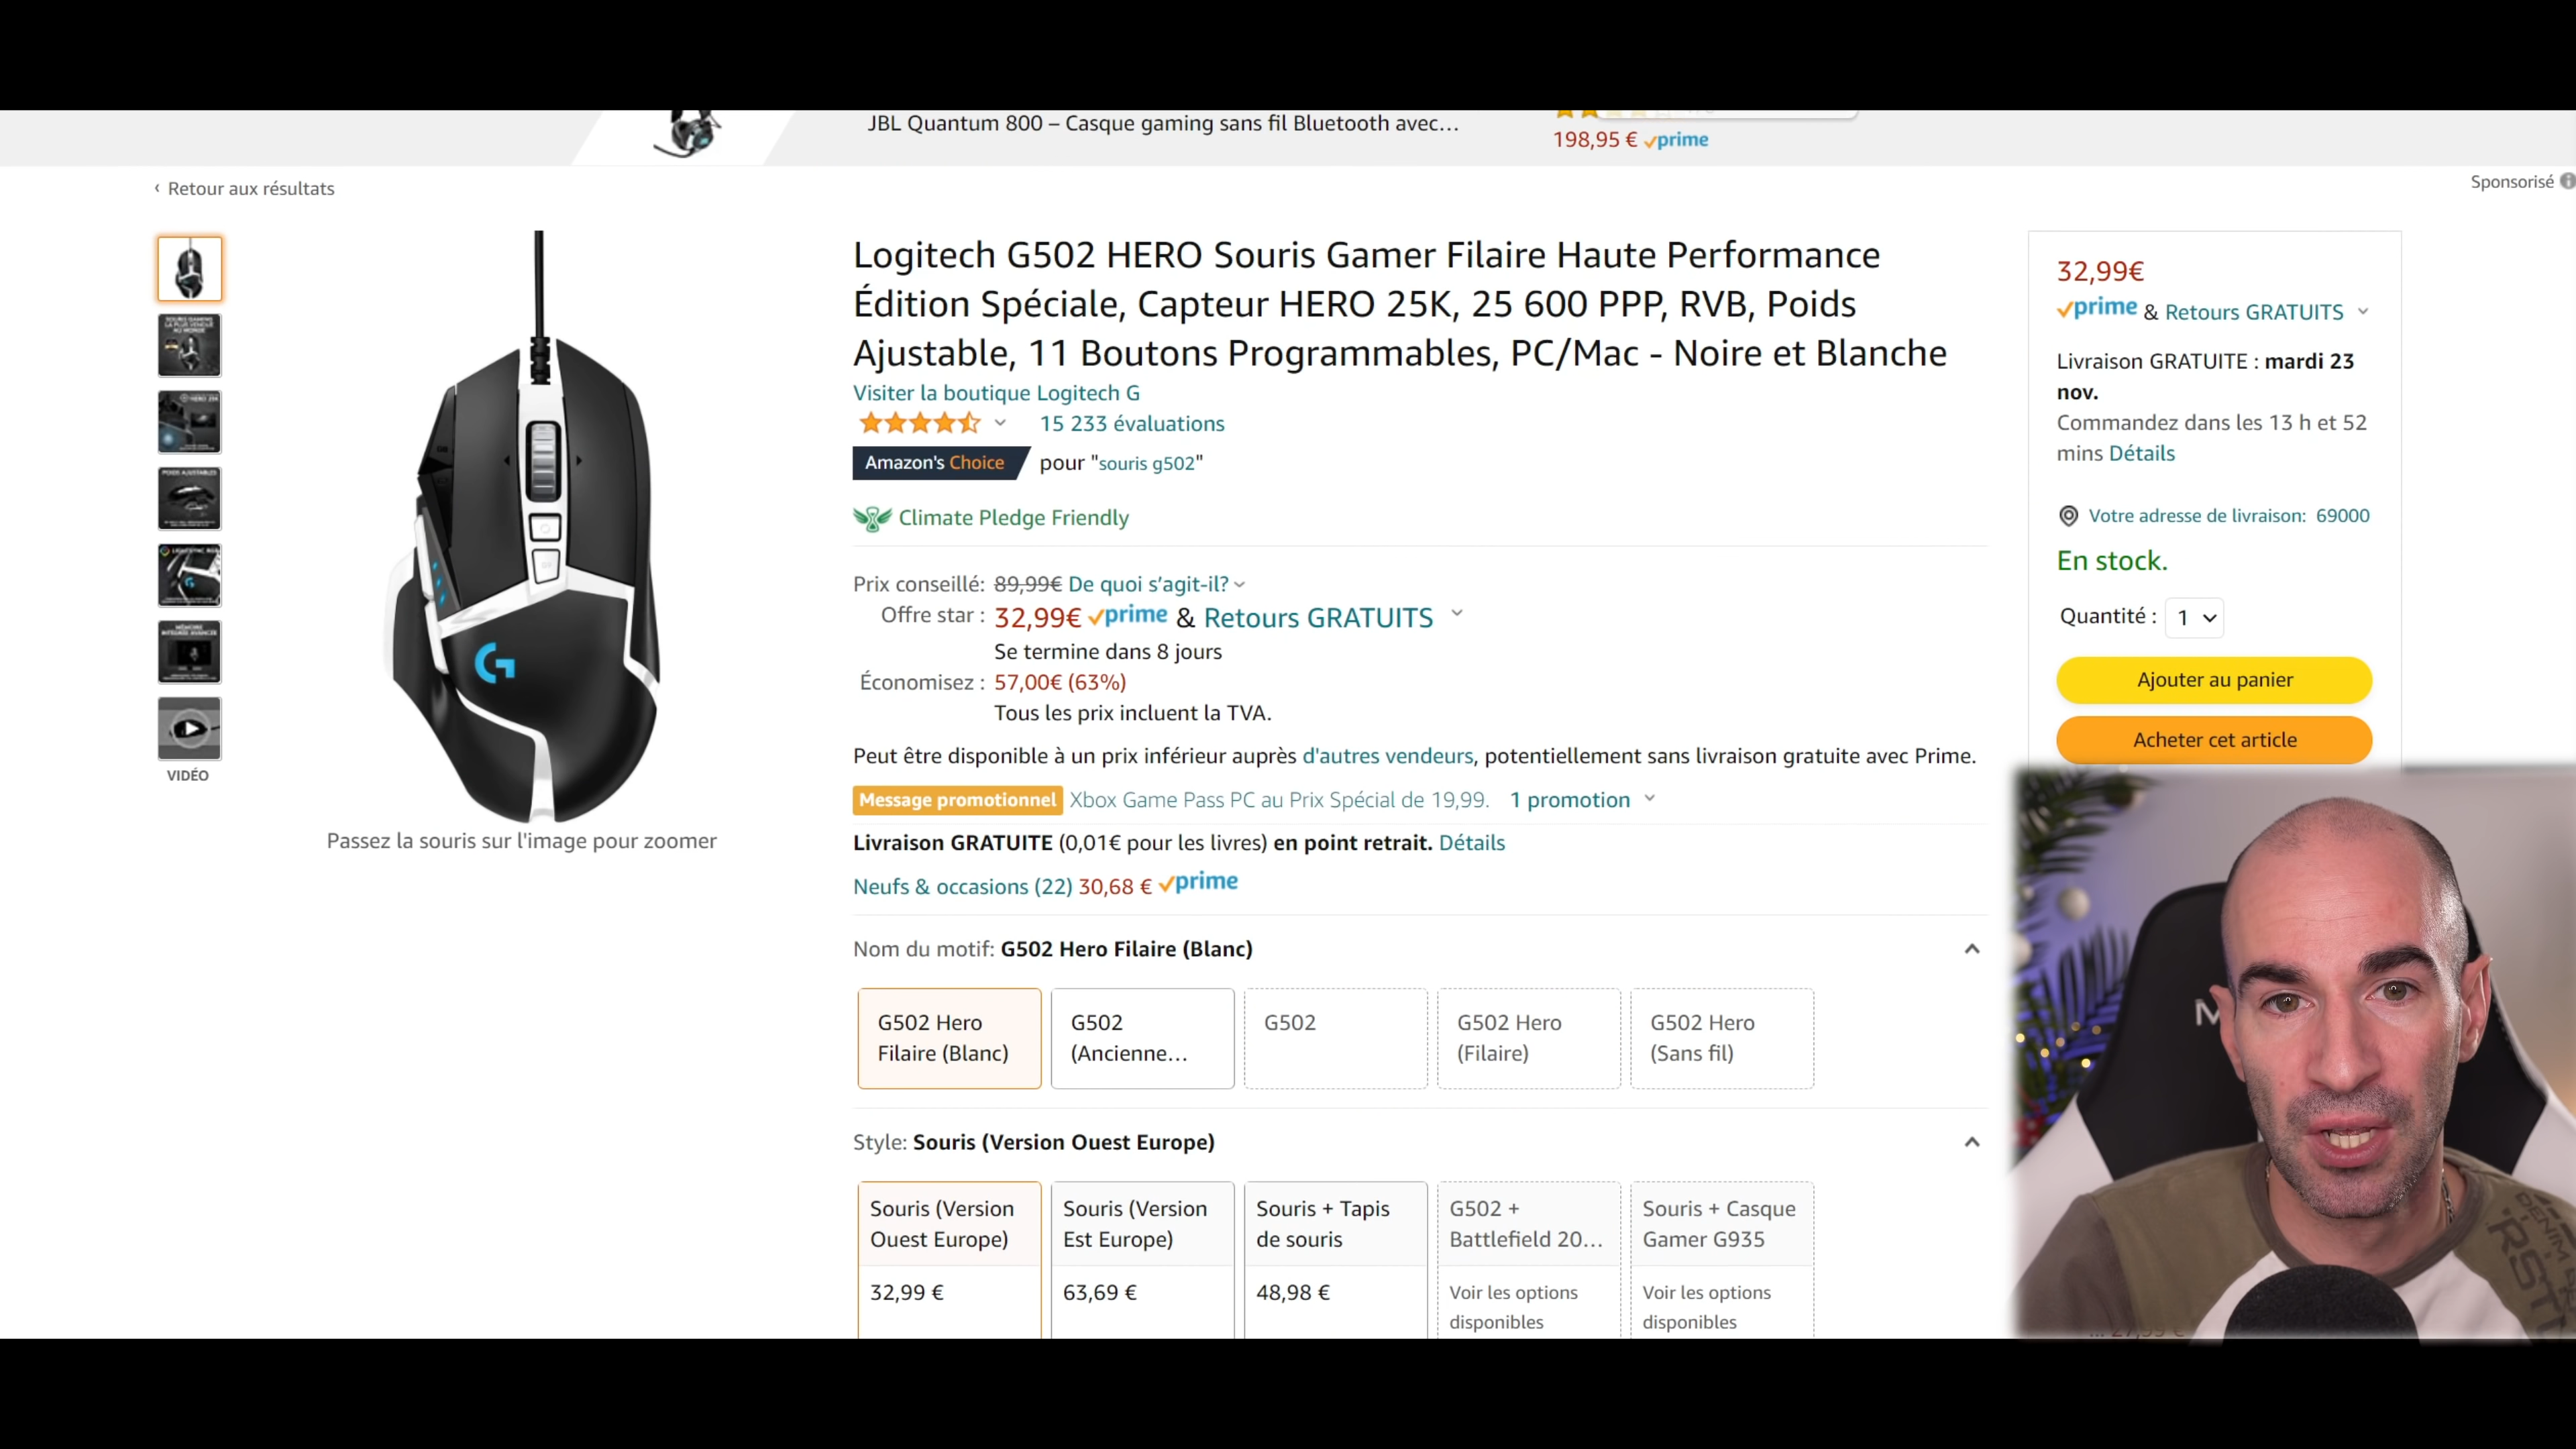 JBL Quantum 800 – Casque gaming sans fil Bluetooth avec…
198,95 € prime
‹ Retour aux résultats
Sponsorisé
Logitech G502 HERO Souris Gamer Filaire Haute Performance
Édition Spéciale, Capteur HERO 25K, 25 600 PPP, RVB, Poids
Ajustable, 11 Boutons Programmables, PC/Mac - Noire et Blanche
Visiter la boutique Logitech G
15 233 évaluations
Amazon's Choice pour "souris g502"
Climate Pledge Friendly
Prix conseillé: 89,99€ De quoi s’agit-il?
Offre star : 32,99€ prime & Retours GRATUITS
Se termine dans 8 jours
Économisez : 57,00€ (63%)
Tous les prix incluent la TVA.
Peut être disponible à un prix inférieur auprès d'autres vendeurs, potentiellement sans livraison gratuite avec Prime.
Message promotionnel Xbox Game Pass PC au Prix Spécial de 19,99. 1 promotion
Livraison GRATUITE (0,01€ pour les livres) en point retrait. Détails
Neufs & occasions (22) 30,68 € prime
VIDÉO
Passez la souris sur l'image pour zoomer
Nom du motif: G502 Hero Filaire (Blanc)
G502 Hero
Filaire (Blanc)
G502
(Ancienne…
G502
G502 Hero
(Filaire)
G502 Hero
(Sans fil)
Style: Souris (Version Ouest Europe)
Souris (Version
Ouest Europe)
32,99 €
Souris (Version
Est Europe)
63,69 €
Souris + Tapis
de souris
48,98 €
G502 +
Battlefield 20…
Voir les options
disponibles
Souris + Casque
Gamer G935
Voir les options
disponibles
32,99€
prime & Retours GRATUITS
Livraison GRATUITE : mardi 23
nov.
Commandez dans les 13 h et 52
mins Détails
Votre adresse de livraison: 69000
En stock.
Quantité : 1
Ajouter au panier
Acheter cet article